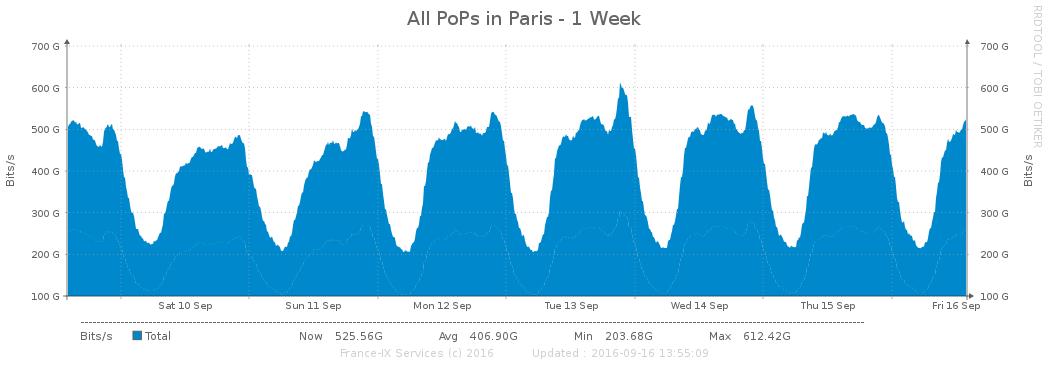 All PoPs in Paris - 1 Week
RRDTOOL / TOBI OETIKER
700 G 700 G
600 G 600 G
500 G 500 G
400 G 400 G
300 G 300 G
200 G 200 G
100 G 100 G
Bits/s
Bits/s
Sat 10 Sep Sun 11 Sep Mon 12 Sep Tue 13 Sep Wed 14 Sep Thu 15 Sep Fri 16 Sep
Bits/s Total Now 525.56G Avg 406.90G Min 203.68G Max 612.42G
France-IX Services (c) 2016 Updated : 2016-09-16 13:55:09